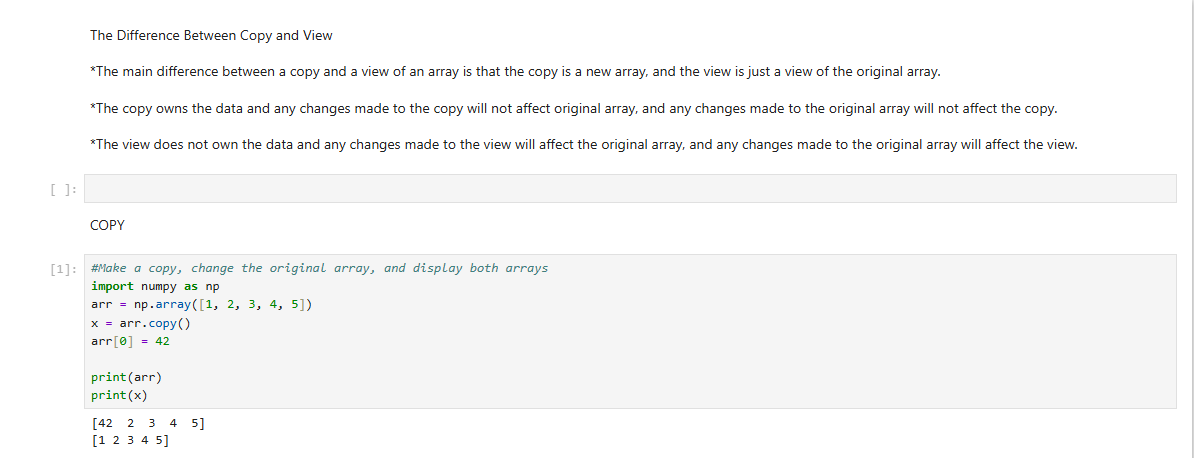 The Difference Between Copy and View
*The main difference between a copy and a view of an array is that the copy is a new array, and the view is just a view of the original array.
*The copy owns the data and any changes made to the copy will not affect original array, and any changes made to the original array will not affect the copy.
*The view does not own the data and any changes made to the view will affect the original array, and any changes made to the original array will affect the view.
[ ]:
COPY
[1]: #Make a copy, change the original array, and display both arrays
import numpy as np
arr = np.array([1, 2, 3, 4, 5])
x = arr.copy()
arr[0] = 42
print(arr)
print(x)
[42  2  3  4  5]
[1 2 3 4 5]